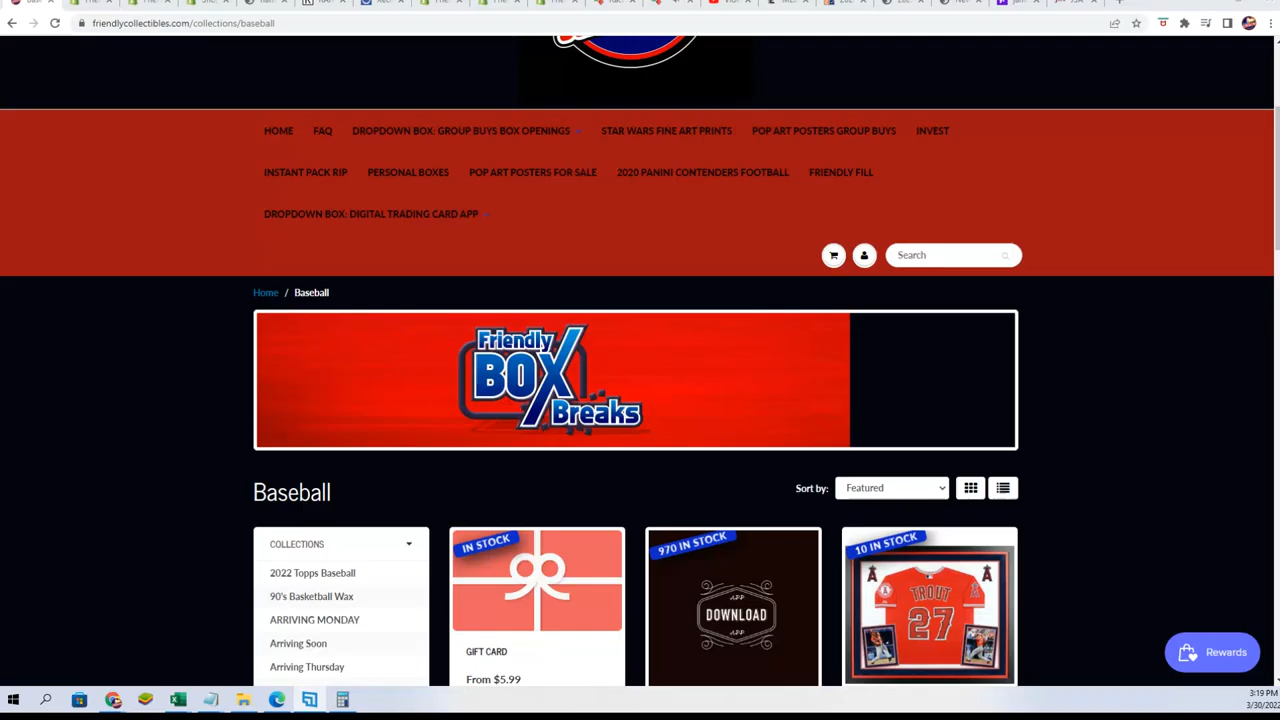 friendlycollectibles.com/collections/baseball
HOME FAQ DROPDOWN BOX: GROUP BUYS BOX OPENINGS STAR WARS FINE ART PRINTS POP ART POSTERS GROUP BUYS INVEST
INSTANT PACK RIP PERSONAL BOXES POP ART POSTERS FOR SALE 2020 PANINI CONTENDERS FOOTBALL FRIENDLY FILL
DROPDOWN BOX: DIGITAL TRADING CARD APP
Search
Home / Baseball
Friendly
BOX
Breaks
Baseball
Sort by: Featured
COLLECTIONS
2022 Topps Baseball
90's Basketball Wax
ARRIVING MONDAY
Arriving Soon
Arriving Thursday
IN STOCK
GIFT CARD
From $5.99
970 IN STOCK
APP
DOWNLOAD
APP
10 IN STOCK
TROUT
27
Rewards
3:19 PM
3/30/202